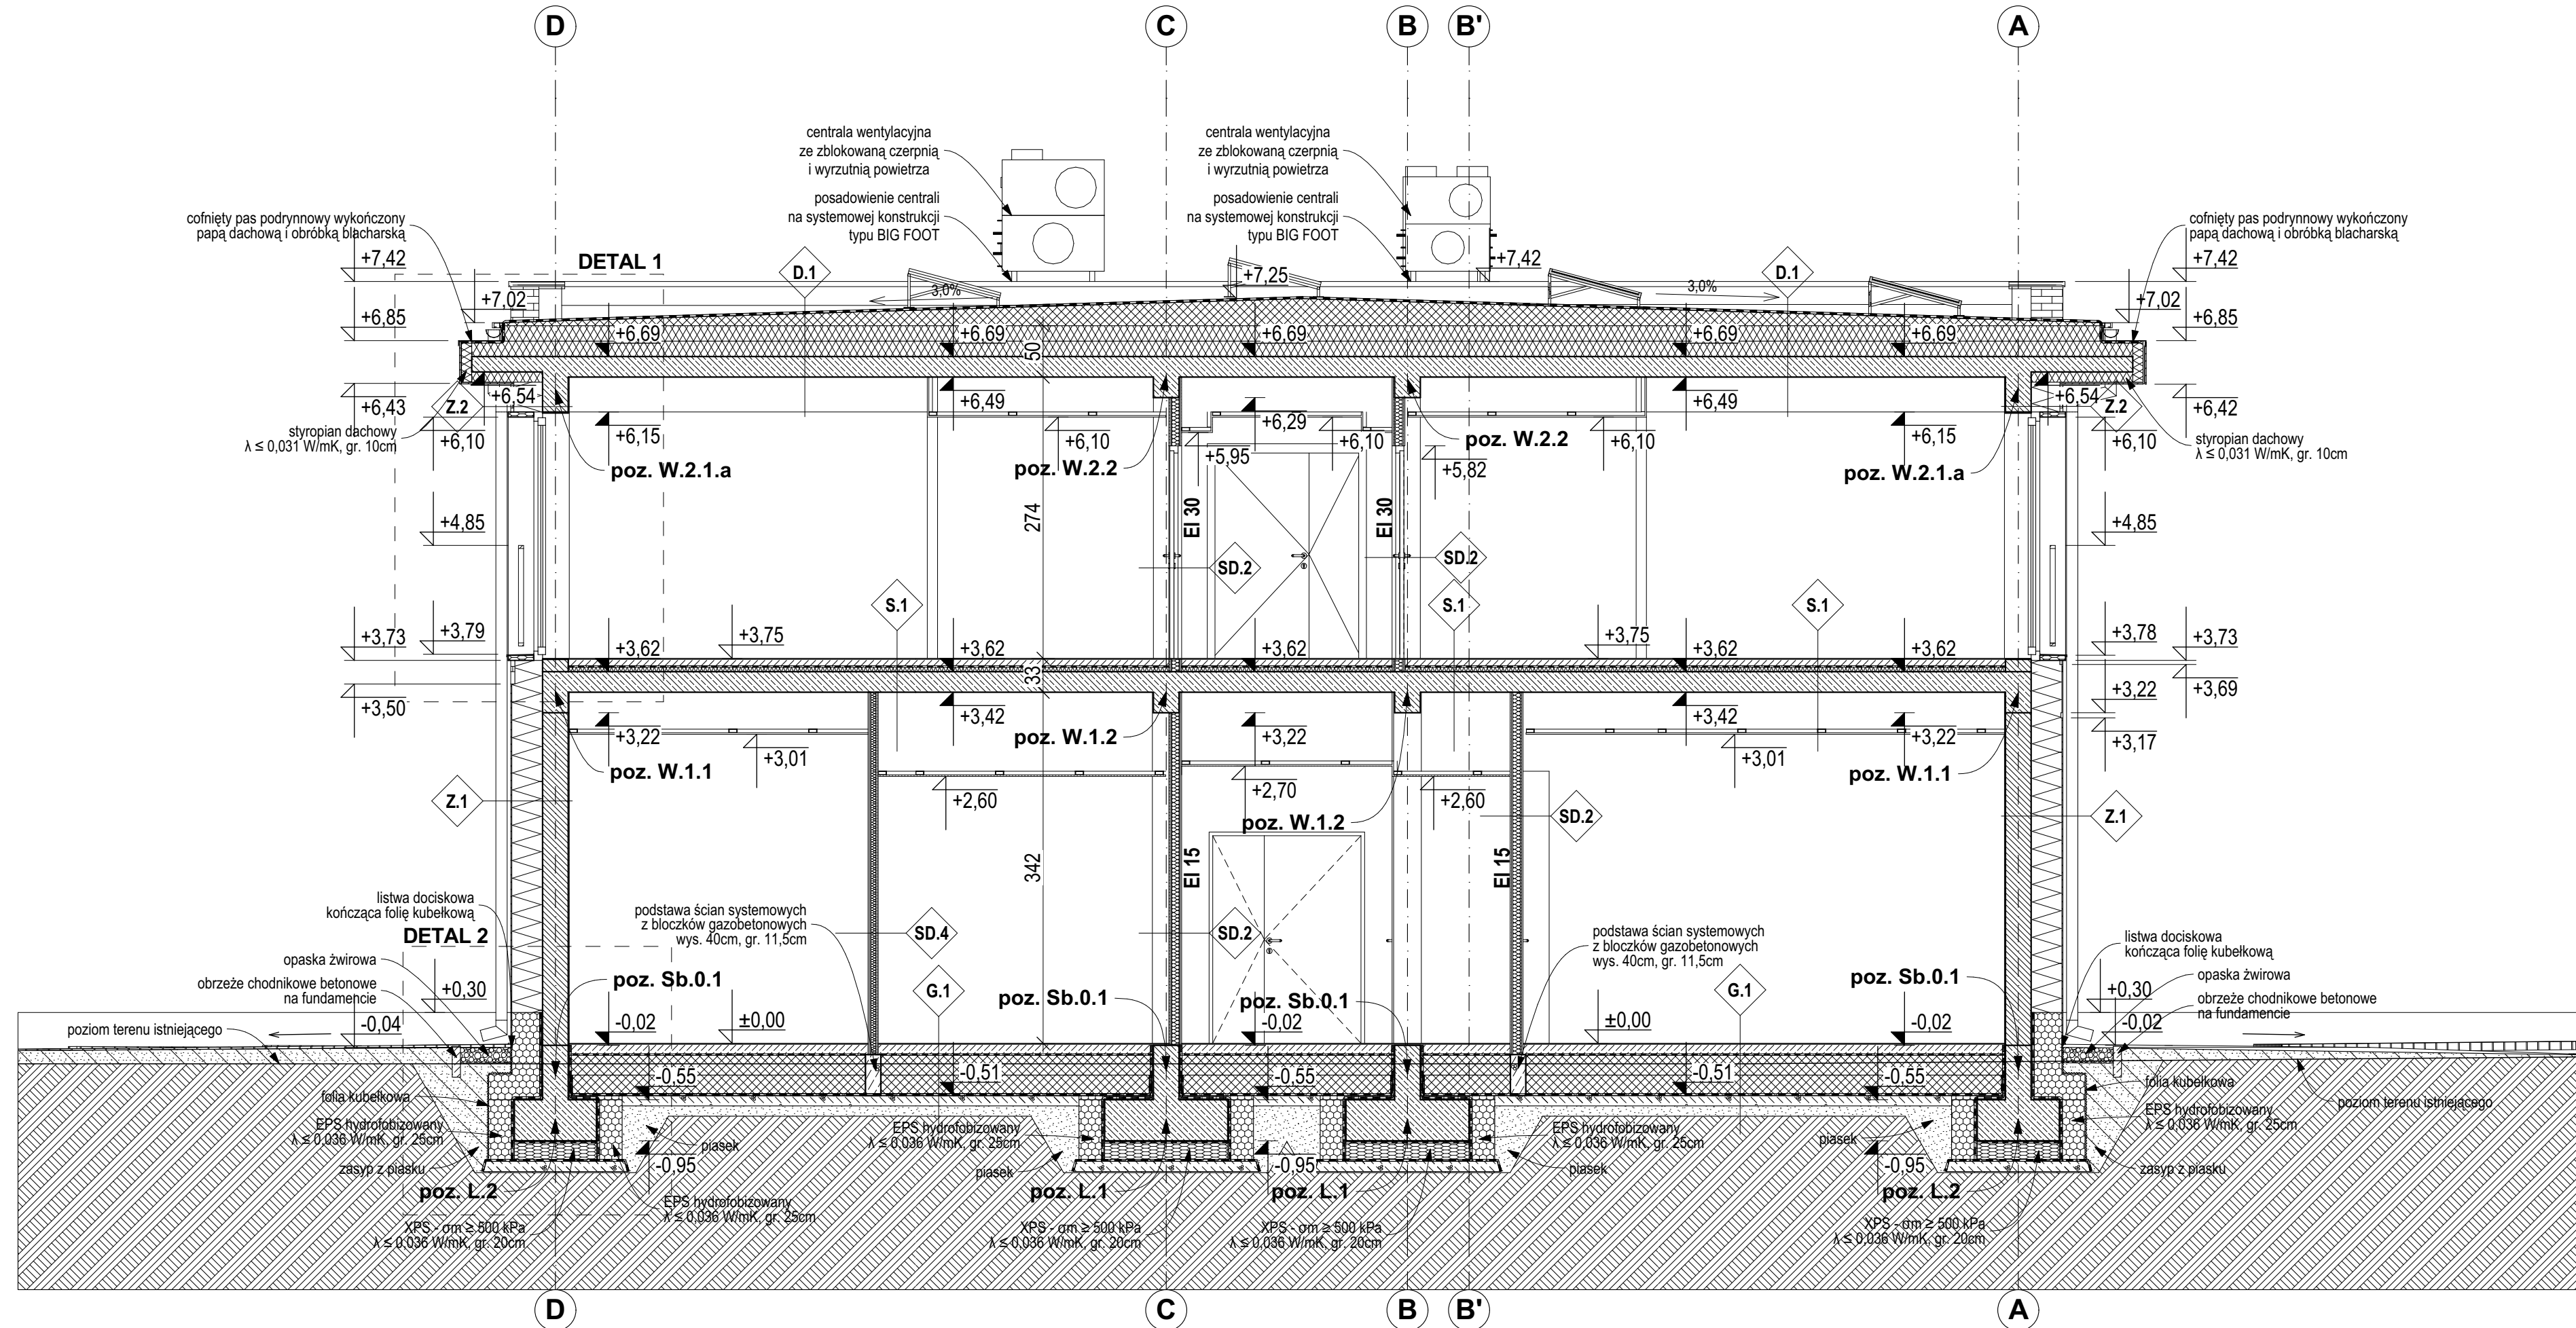 D
C
B
B'
A
centrala wentylacyjna
ze zblokowaną czerpnią
i wyrzutnią powietrza
posadowienie centrali
na systemowej konstrukcji
typu BIG FOOT
centrala wentylacyjna
ze zblokowaną czerpnią
i wyrzutnią powietrza
posadowienie centrali
na systemowej konstrukcji
typu BIG FOOT
cofnięty pas podrynnowy wykończony
papą dachową i obróbką blacharską
cofnięty pas podrynnowy wykończony
papą dachową i obróbką blacharską
+7,42
DETAL 1
D.1
+7,25
+7,42
D.1
+7,42
3,0%
3,0%
+7,02
+7,02
+6,85
+6,85
+6,69
+6,69
+6,69
+6,69
+6,69
50
+6,54
+6,54
Z.2
Z.2
+6,43
+6,42
+6,49
+6,49
+6,29
styropian dachowy
λ ≤ 0,031 W/mK, gr. 10cm
styropian dachowy
λ ≤ 0,031 W/mK, gr. 10cm
+6,10
+6,15
+6,10
+6,10
+6,10
+6,15
+6,10
+5,95
+5,82
poz. W.2.1.a
poz. W.2.2
poz. W.2.2
poz. W.2.1.a
274
EI 30
EI 30
+4,85
+4,85
SD.2
SD.2
S.1
S.1
S.1
+3,73
+3,79
+3,75
+3,75
+3,78
+3,73
+3,62
+3,62
+3,62
+3,62
+3,62
33
+3,50
+3,22
+3,69
+3,42
+3,42
+3,22
+3,22
+3,22
+3,17
+3,01
+3,01
poz. W.1.2
poz. W.1.1
poz. W.1.1
+2,60
+2,70
+2,60
Z.1
Z.1
poz. W.1.2
SD.2
342
EI 15
EI 15
listwa dociskowa
kończąca folię kubełkową
DETAL 2
opaska żwirowa
obrzeże chodnikowe betonowe
na fundamencie
podstawa ścian systemowych
z bloczków gazobetonowych
wys. 40cm, gr. 11,5cm
SD.4
SD.2
podstawa ścian systemowych
z bloczków gazobetonowych
wys. 40cm, gr. 11,5cm
listwa dociskowa
kończąca folię kubełkową
opaska żwirowa
obrzeże chodnikowe betonowe
na fundamencie
poz. Sb.0.1
poz. Sb.0.1
poz. Sb.0.1
poz. Sb.0.1
G.1
G.1
+0,30
+0,30
poziom terenu istniejącego
-0,04
-0,02
±0,00
-0,02
±0,00
-0,02
-0,02
-0,55
-0,51
-0,55
-0,51
-0,55
folia kubełkowa
folia kubełkowa
poziom terenu istniejącego
EPS hydrofobizowany
λ ≤ 0,036 W/mK, gr. 25cm
piasek
EPS hydrofobizowany
λ ≤ 0,036 W/mK, gr. 25cm
EPS hydrofobizowany
λ ≤ 0,036 W/mK, gr. 25cm
piasek
EPS hydrofobizowany
λ ≤ 0,036 W/mK, gr. 25cm
zasyp z piasku
-0,95
piasek
-0,95
piasek
-0,95
zasyp z piasku
poz. L.2
poz. L.1
poz. L.1
poz. L.2
EPS hydrofobizowany
λ ≤ 0,036 W/mK, gr. 25cm
XPS - σm ≥ 500 kPa
λ ≤ 0,036 W/mK, gr. 20cm
XPS - σm ≥ 500 kPa
λ ≤ 0,036 W/mK, gr. 20cm
XPS - σm ≥ 500 kPa
λ ≤ 0,036 W/mK, gr. 20cm
XPS - σm ≥ 500 kPa
λ ≤ 0,036 W/mK, gr. 20cm
D
C
B
B'
A